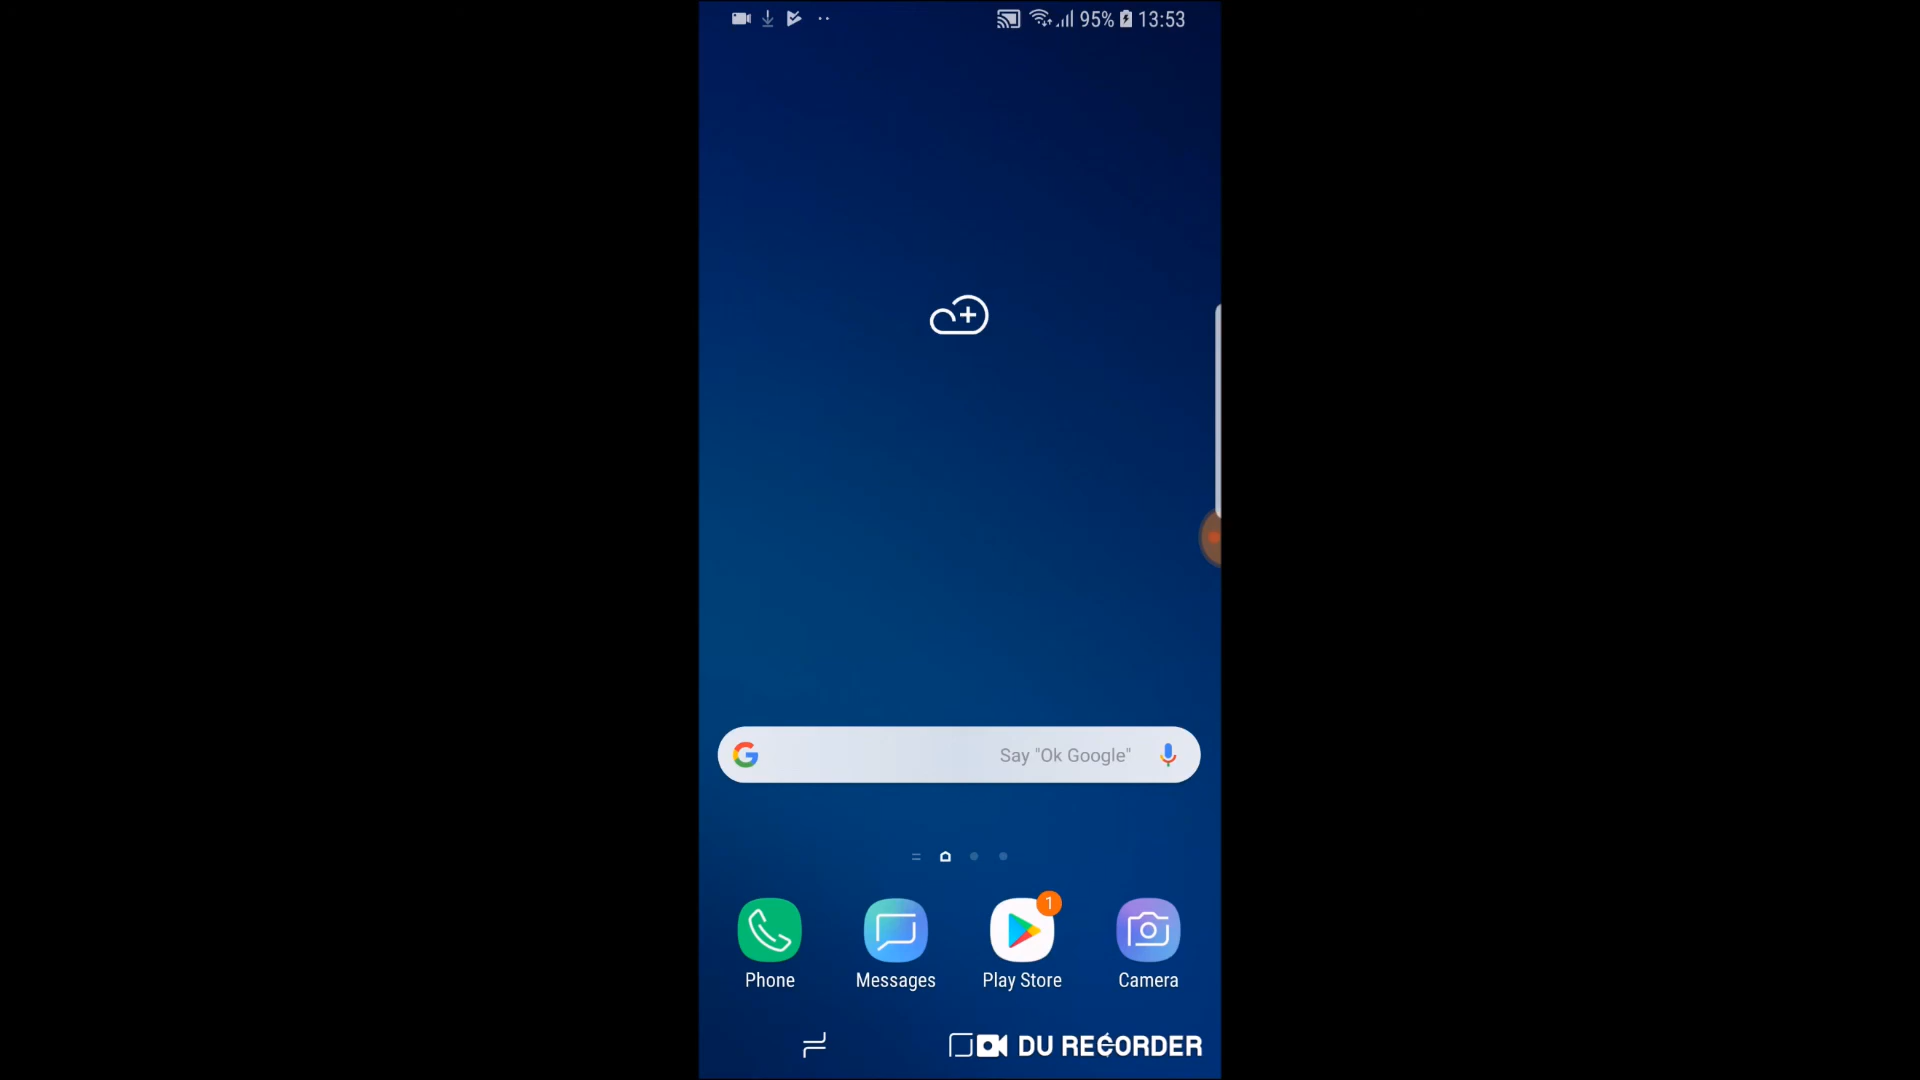 95% 13:53
Say "Ok Google"
1
Phone Messages Play Store Camera
DU RECORDER